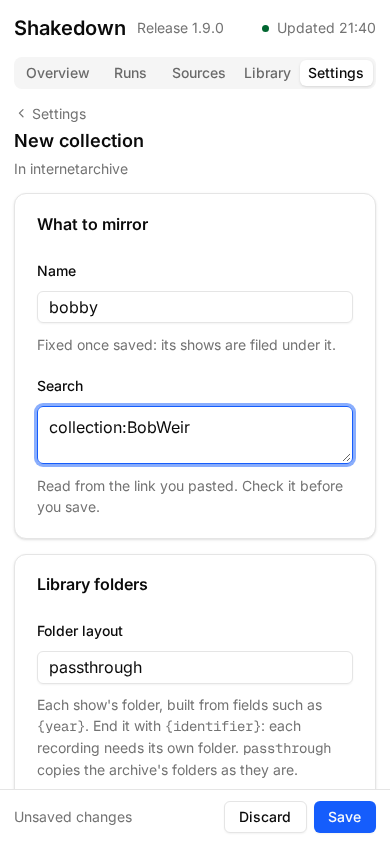 Shakedown Release 1.9.0 Updated 21:40
Overview Runs Sources Library Settings
Settings
New collection
In internetarchive
What to mirror
Name
bobby
Fixed once saved: its shows are filed under it.
Search
collection:BobWeir
Read from the link you pasted. Check it before
you save.
Library folders
Folder layout
passthrough
Each show's folder, built from fields such as
{year}. End it with {identifier}: each
recording needs its own folder. passthrough
copies the archive's folders as they are.
Unsaved changes Discard Save